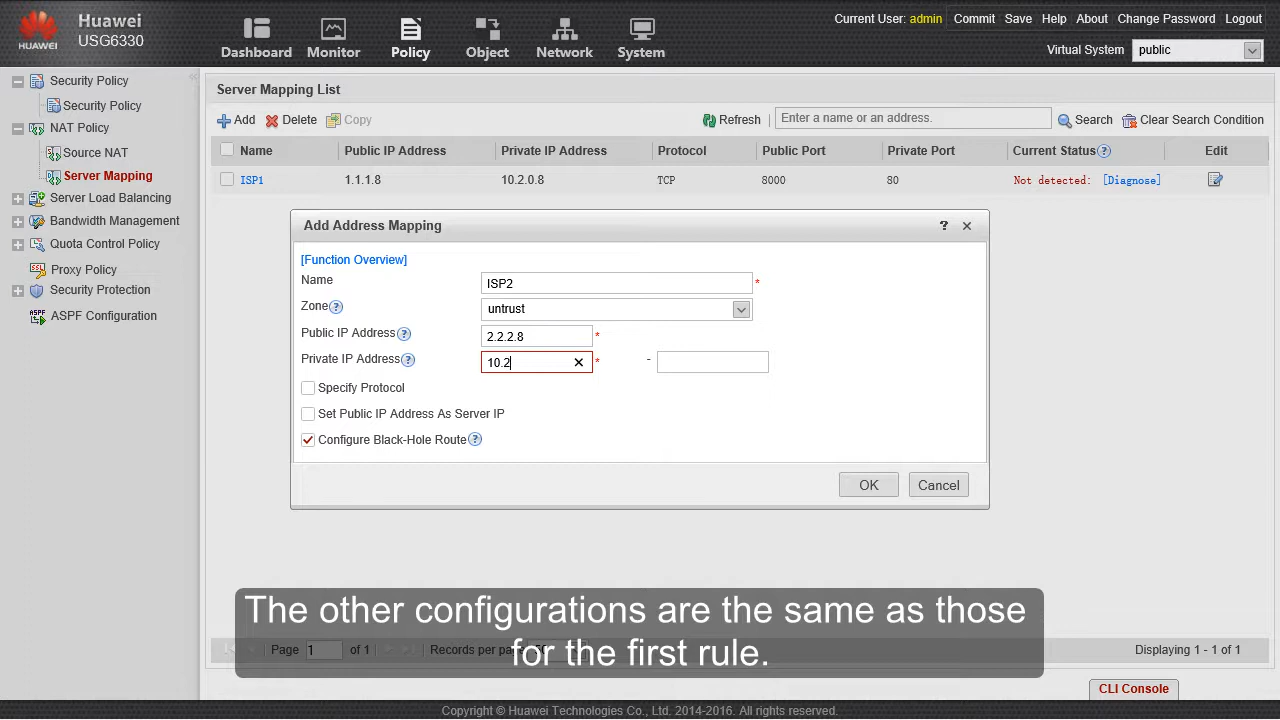 Huawei
USG6330
HUAWEI
Dashboard
Monitor
Policy
Object
Network
System
Current User: admin
Commit
Save
Help
About
Change Password
Logout
Virtual System
public
Security Policy
Security Policy
NAT Policy
Source NAT
Server Mapping
Server Load Balancing
Bandwidth Management
Quota Control Policy
Proxy Policy
Security Protection
ASPF Configuration
Server Mapping List
Add
Delete
Copy
Refresh
Enter a name or an address.
Search
Clear Search Condition
Name
Public IP Address
Private IP Address
Protocol
Public Port
Private Port
Current Status
Edit
ISP1
1.1.1.8
10.2.0.8
TCP
8000
80
Not detected: [Diagnose]
Add Address Mapping
[Function Overview]
Name
ISP2 *
Zone
untrust
Public IP Address
2.2.2.8 *
Private IP Address
10.2 * -
Specify Protocol
Set Public IP Address As Server IP
Configure Black-Hole Route
OK
Cancel
The other configurations are the same as those
for the first rule.
Page 1 of 1
Records per
Displaying 1 - 1 of 1
CLI Console
Copyright © Huawei Technologies Co., Ltd. 2014-2016. All rights reserved.